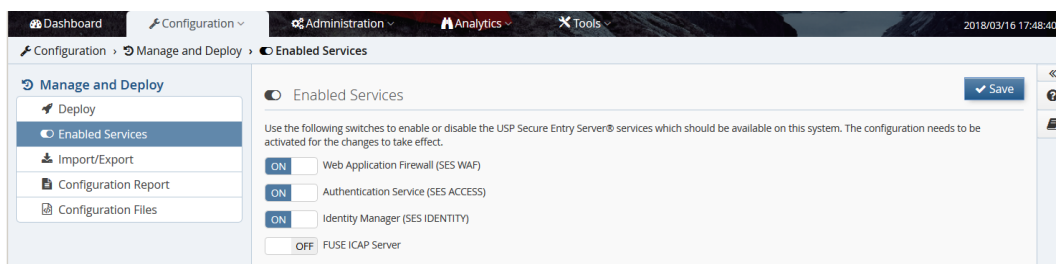 Dashboard Configuration Administration Analytics Tools 2018/03/16 17:48:40
Configuration › Manage and Deploy › Enabled Services
Manage and Deploy
Deploy
Enabled Services
Import/Export
Configuration Report
Configuration Files
Enabled Services
Save
Use the following switches to enable or disable the USP Secure Entry Server® services which should be available on this system. The configuration needs to be
activated for the changes to take effect.
ON Web Application Firewall (SES WAF)
ON Authentication Service (SES ACCESS)
ON Identity Manager (SES IDENTITY)
OFF FUSE ICAP Server